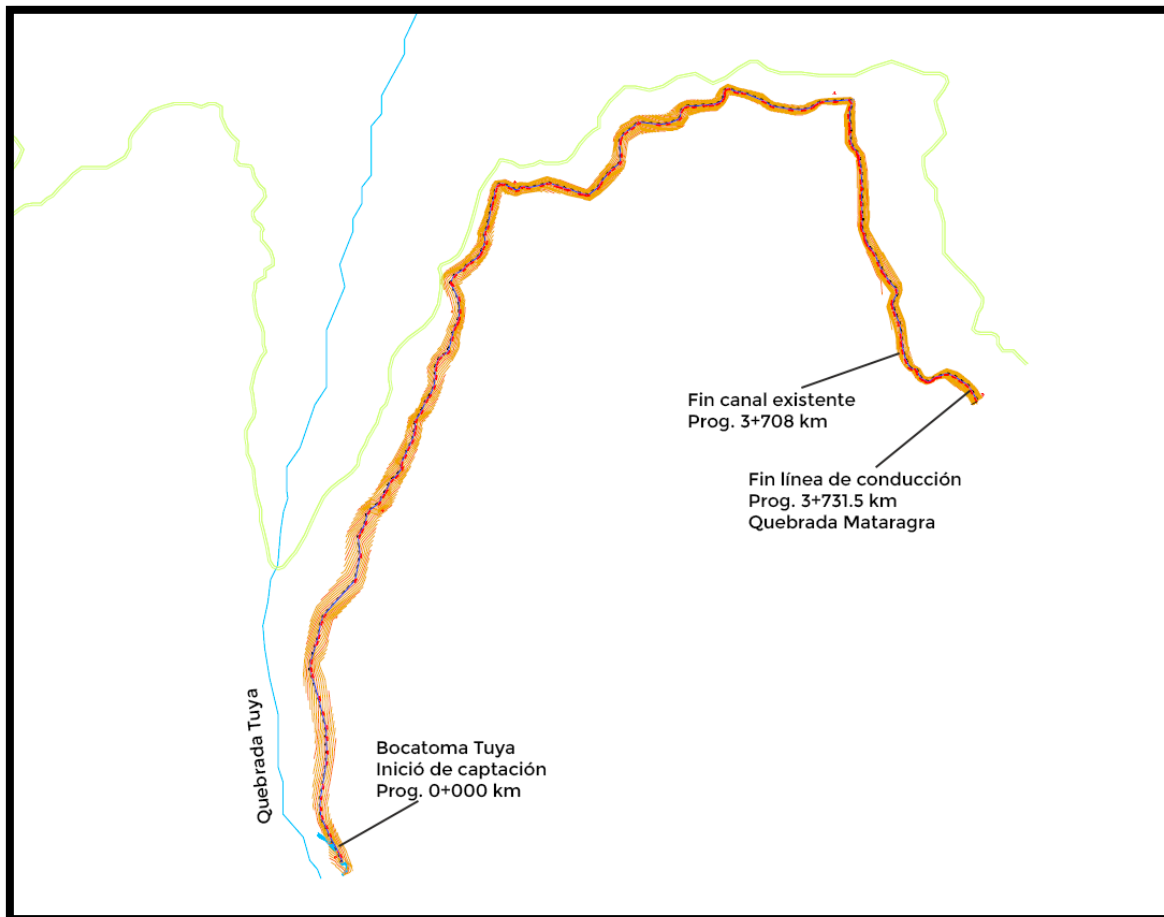 Fin canal existente
Prog. 3+708 km
Fin línea de conducción
Prog. 3+731.5 km
Quebrada Mataragra
Quebrada Tuya
Bocatoma Tuya
Inició de captación
Prog. 0+000 km